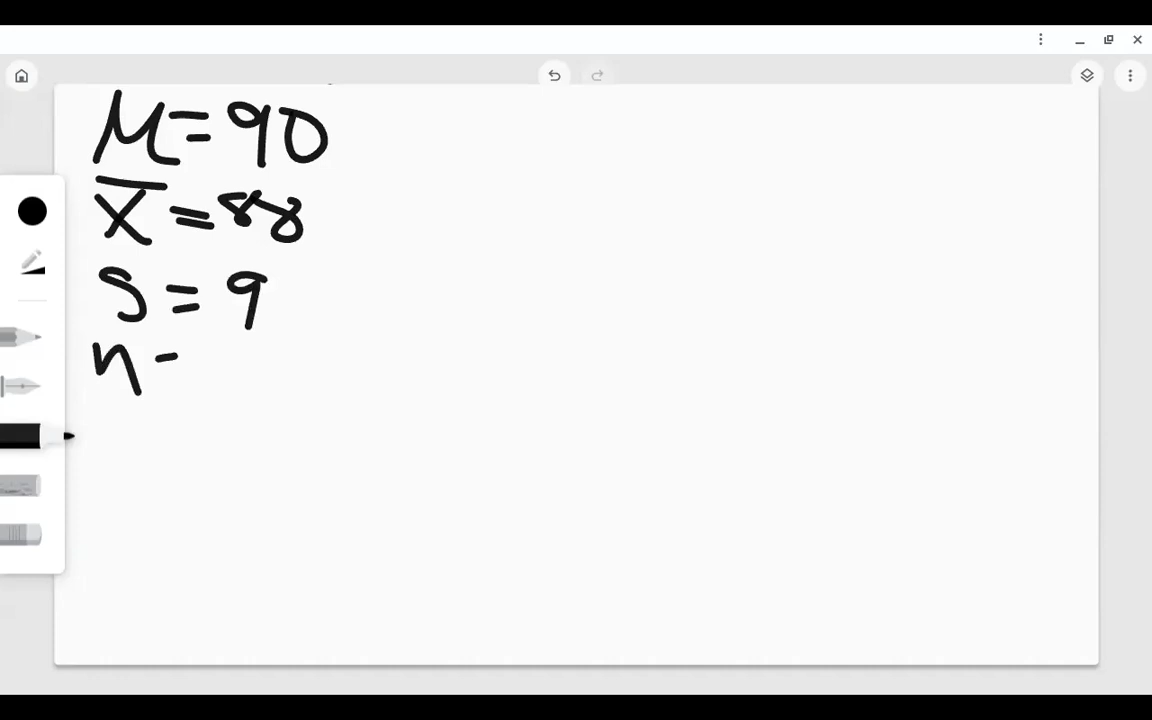 μ = 90
x̄ = 88
S = 9
n -